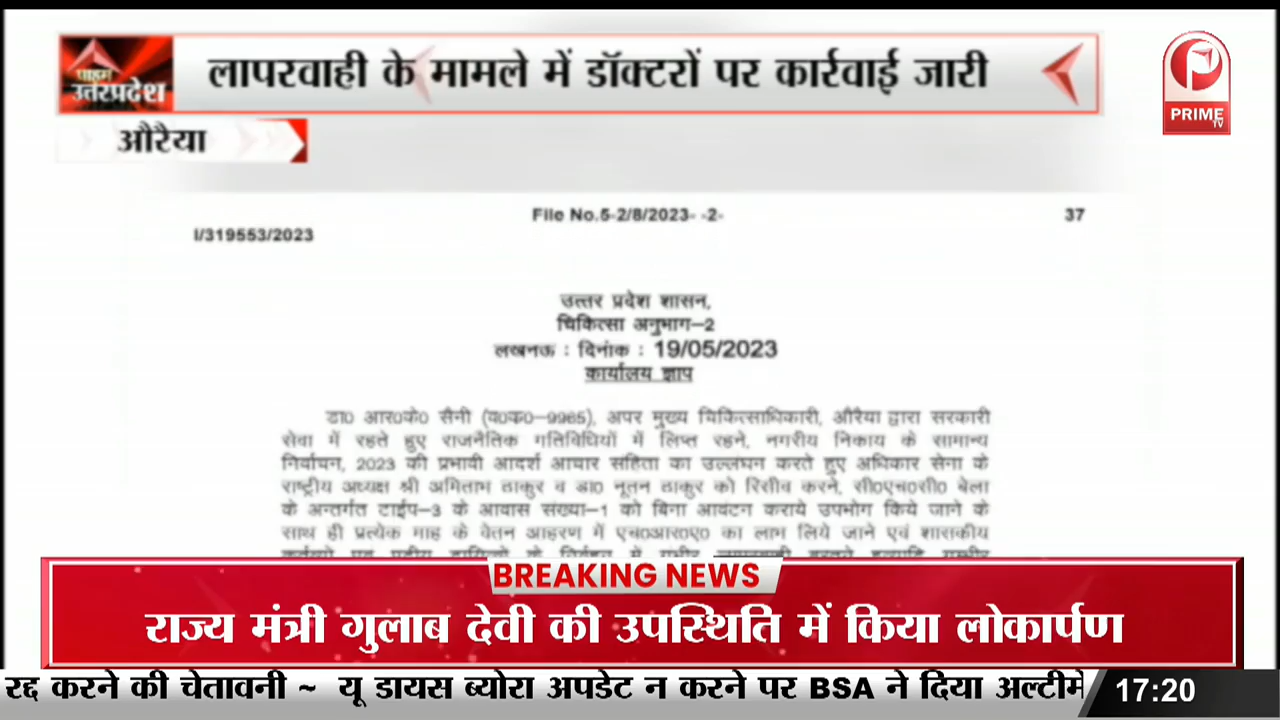 प्राइम
उत्तरप्रदेश
लापरवाही के मामले में डॉक्टरों पर कार्रवाई जारी
PRIME
TV
औरैया
File No.5-2/8/2023- -2-
37
I/319553/2023
उत्तर प्रदेश शासन,
चिकित्सा अनुभाग-2
लखनऊ : दिनांक : 19/05/2023
कार्यालय ज्ञाप
डा0 आर0के0 सैनी (व0क0-9965), अपर मुख्य चिकित्साधिकारी, औरैया द्वारा सरकारी
सेवा में रहते हुए राजनैतिक गतिविधियों में लिप्त रहने, नगरीय निकाय के सामान्य
निर्वाचन, 2023 की प्रभावी आदर्श आचार संहिता का उल्लंघन करते हुए अधिकार सेना के
राष्ट्रीय अध्यक्ष श्री अमिताभ ठाकुर व डा0 नूतन ठाकुर को रिसीव करने, सी0एच0सी0 बेला
के अन्तर्गत टाईप-3 के आवास संख्या-1 को बिना आवंटन कराये उपभोग किये जाने के
साथ ही प्रत्येक माह के वेतन आहरण में एच0आर0ए0 का लाभ लिये जाने एवं शासकीय
BREAKING NEWS
राज्य मंत्री गुलाब देवी की उपस्थिति में किया लोकार्पण
रद्द करने की चेतावनी ~ यू डायस ब्योरा अपडेट न करने पर BSA ने दिया अल्टीमे
17:20